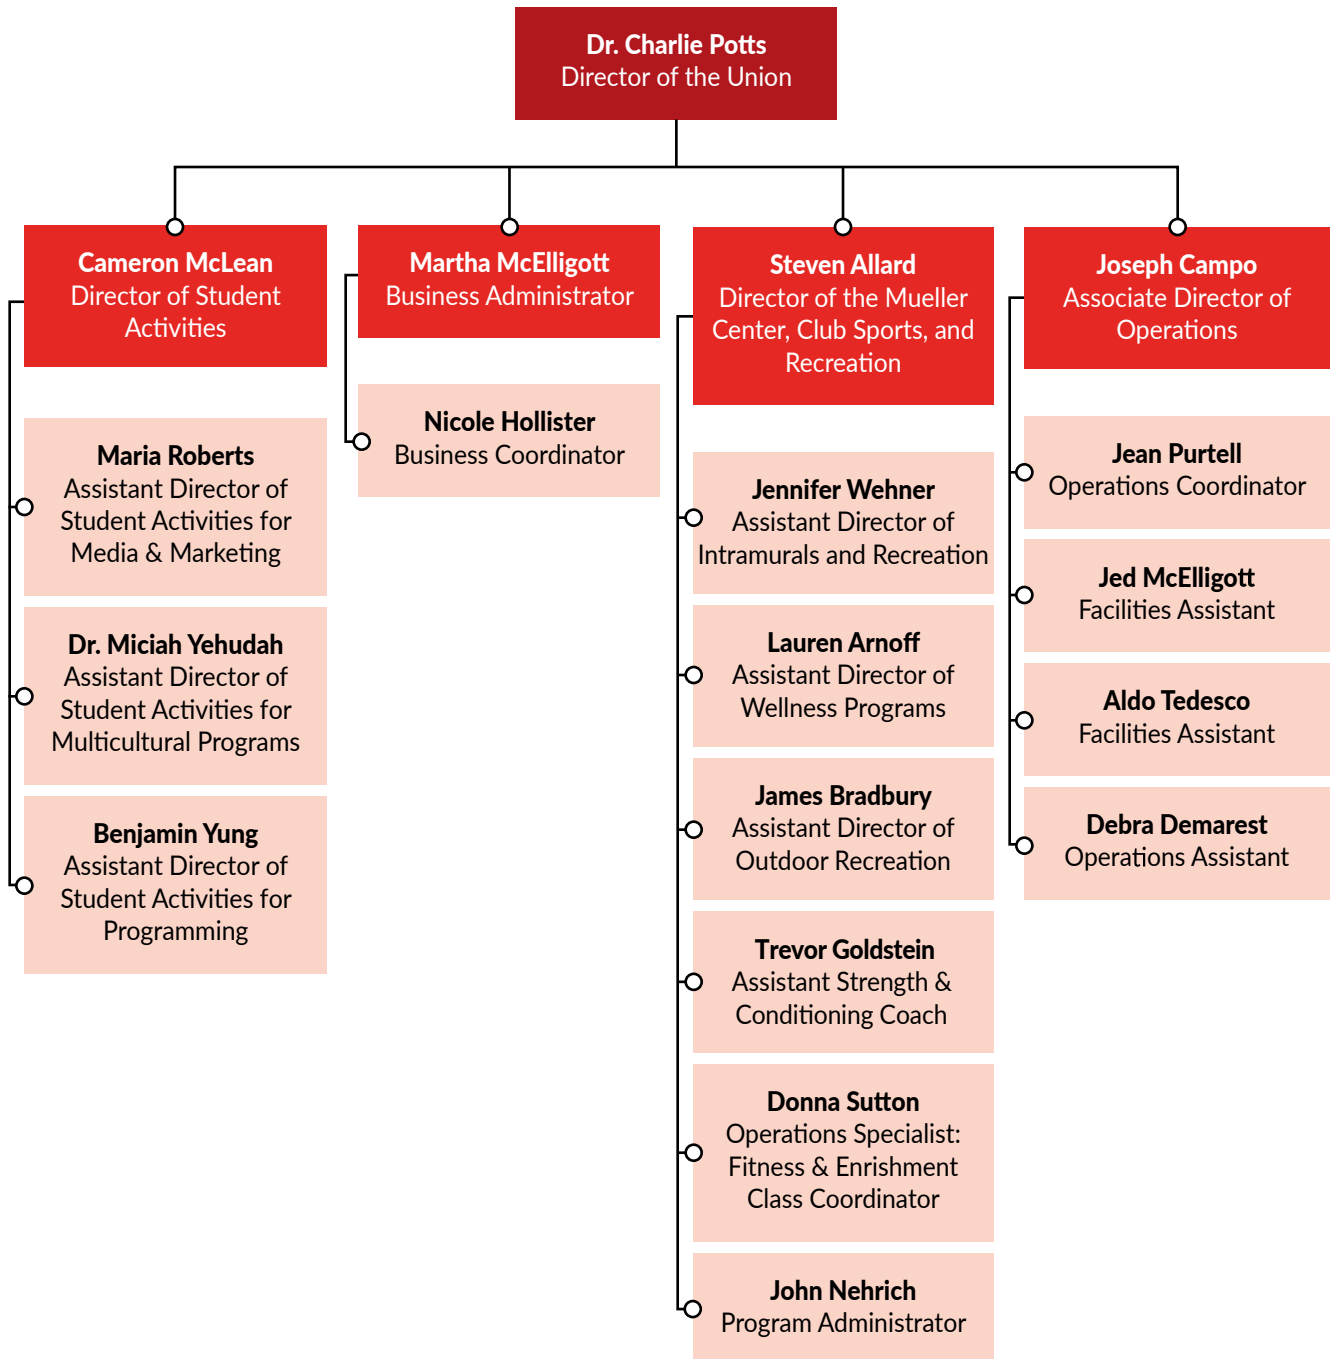 Dr. Charlie Potts
Director of the Union
Cameron McLean
Director of Student
Activities
Maria Roberts
Assistant Director of
Student Activities for
Media & Marketing
Dr. Miciah Yehudah
Assistant Director of
Student Activities for
Multicultural Programs
Benjamin Yung
Assistant Director of
Student Activities for
Programming
Martha McElligott
Business Administrator
Nicole Hollister
Business Coordinator
Steven Allard
Director of the Mueller
Center, Club Sports, and
Recreation
Jennifer Wehner
Assistant Director of
Intramurals and Recreation
Lauren Arnoff
Assistant Director of
Wellness Programs
James Bradbury
Assistant Director of
Outdoor Recreation
Trevor Goldstein
Assistant Strength &
Conditioning Coach
Donna Sutton
Operations Specialist:
Fitness & Enrishment
Class Coordinator
John Nehrich
Program Administrator
Joseph Campo
Associate Director of
Operations
Jean Purtell
Operations Coordinator
Jed McElligott
Facilities Assistant
Aldo Tedesco
Facilities Assistant
Debra Demarest
Operations Assistant